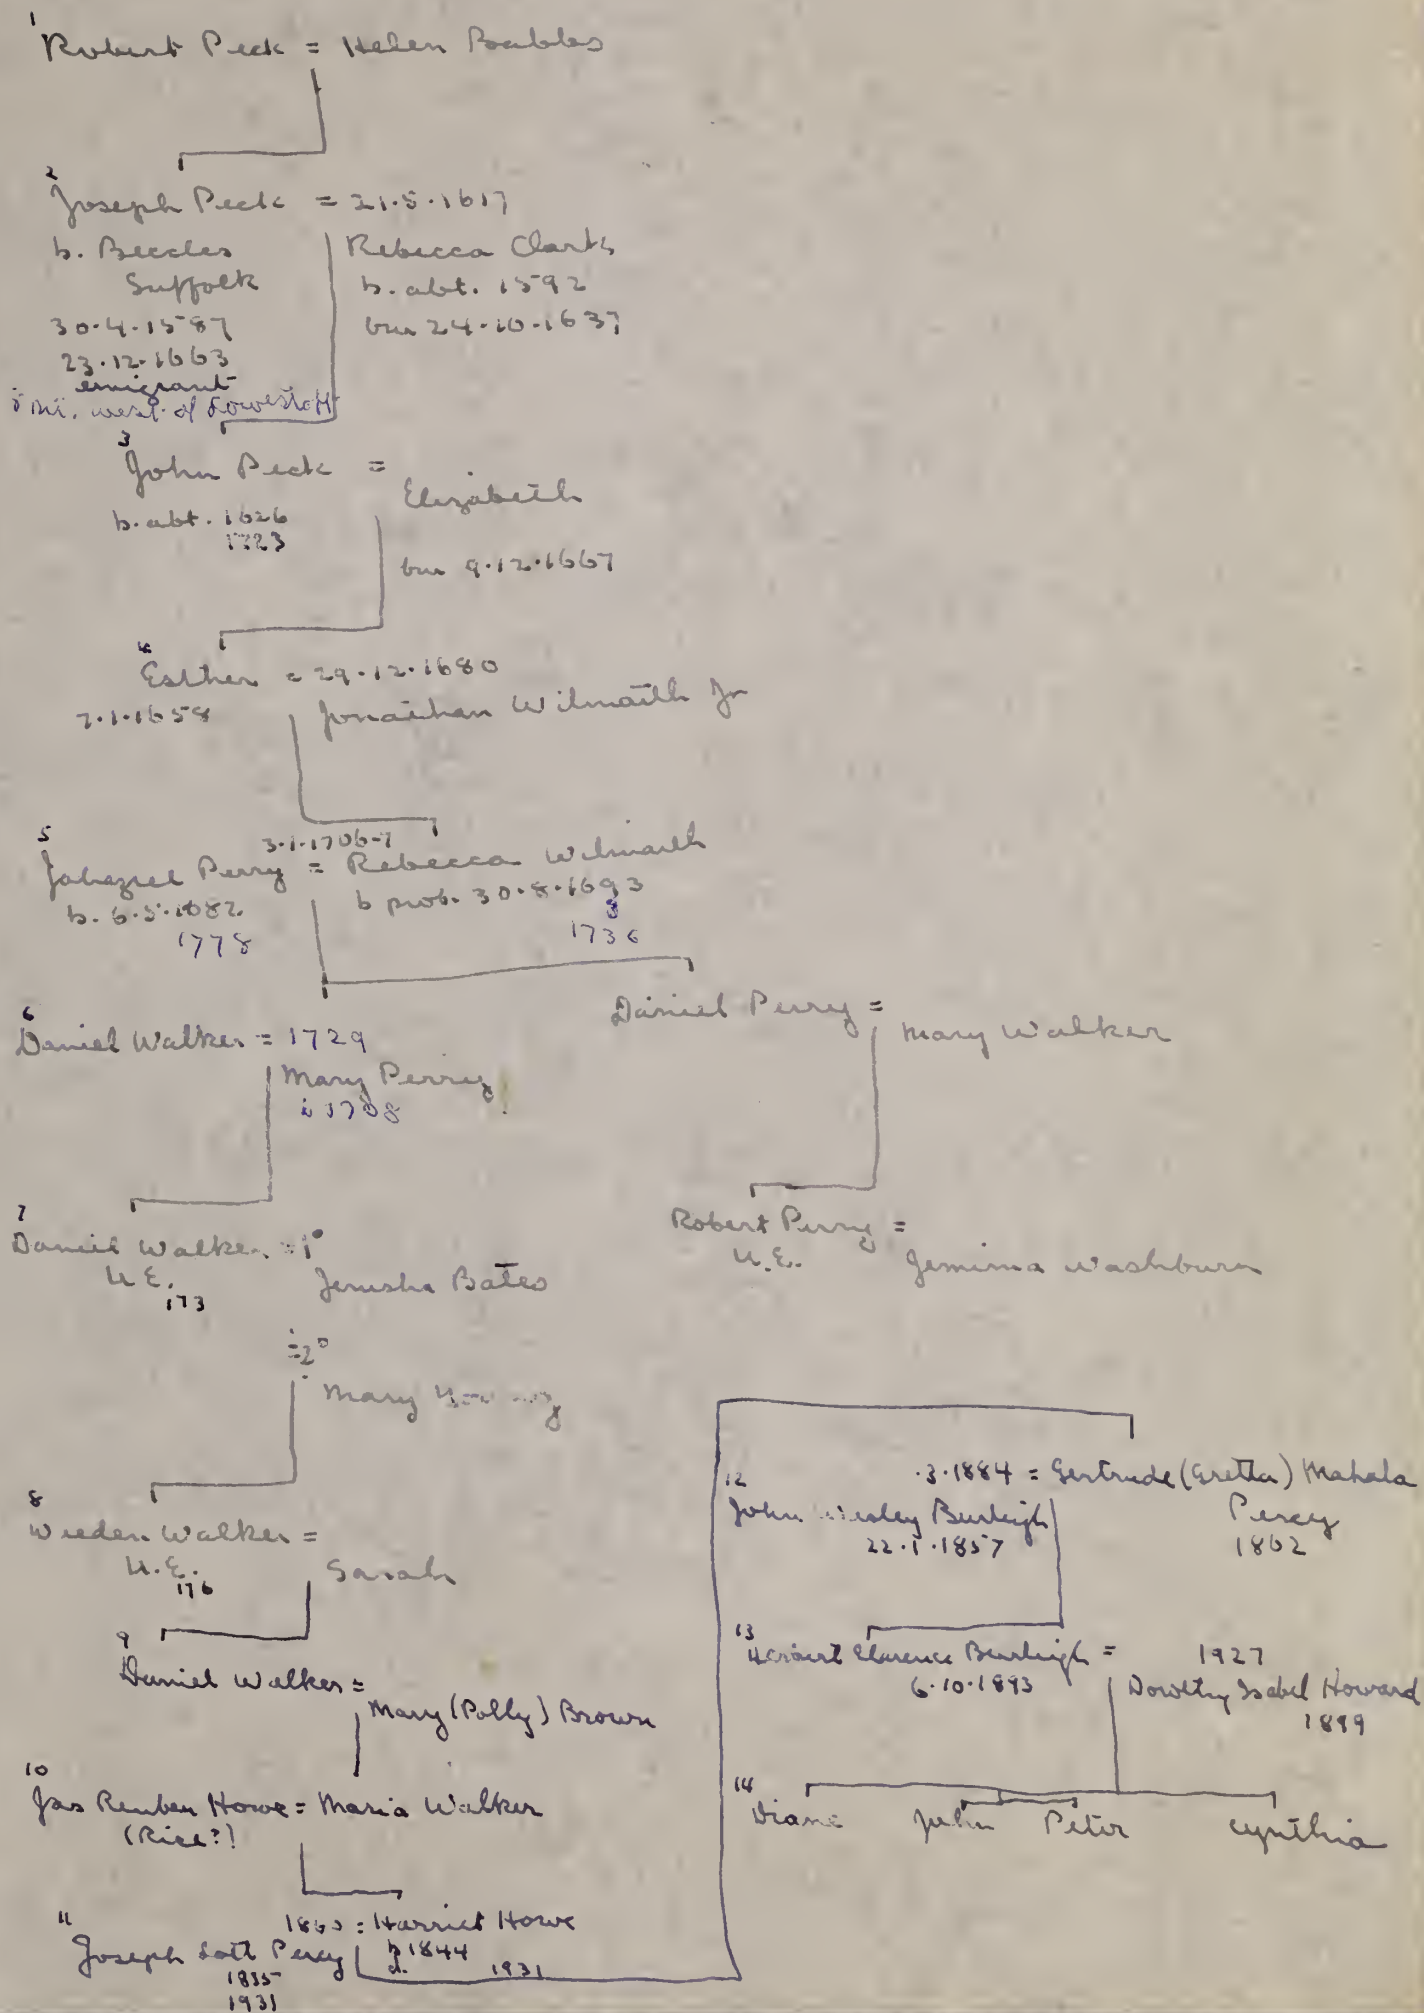 1
Robert Peck = Helen Babbs
2
Joseph Peck = 21.5.1617
b. Beccles
Suffolk
30.4.1587
23.12.1663
emigrant
mi. west of Lowestoft
Rebecca Clark
b. abt. 1592
bur 24.10.1637
3
John Peck =
b. abt. 1626
1723
Elizabeth
bur 9.12.1667
4
Esther = 29.12.1680
7.1.1658
Jonathan Wilmarth Jr
5
3.1.1706-7
Jahaziel Perry = Rebecca Wilmarth
b. 6.5.1682
1778
b prob. 30.8.1693
8
1736
6
Daniel Walker = 1729
Mary Perry
1708
Daniel Perry =
Mary Walker
7
Daniel Walker = 1°
U.E.
173
Jerusha Bates
=2°
Mary
Robert Perry =
U.E.
Jemima Washburn
8
Weeden Walker =
U.E.
176
Sarah
9
Daniel Walker =
Mary (Polly) Brown
10
Jas Reuben Howe = Maria Walker
(Rice?)
11
1860 = Harriet Howe
Joseph Lott Percy
1835
1931
b 1844
d. 1931
12
.3.1884 = Gertrude (Gretta) Mahala
Percy
1862
John Wesley Burleigh
22.1.1857
13
Herbert Clarence Burleigh = 1927
6.10.1893
Dorothy Isabel Howard
1899
14
Diane John Peter Cynthia